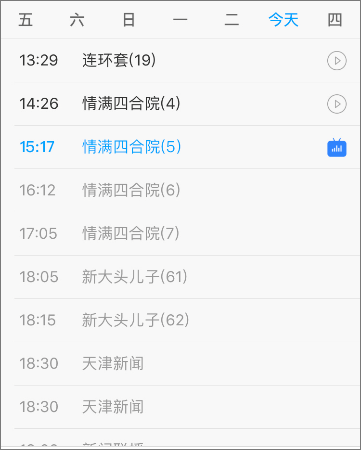 五 六 日 一 二 今天 四
13:29 连环套(19)
14:26 情满四合院(4)
15:17 情满四合院(5)
16:12 情满四合院(6)
17:05 情满四合院(7)
18:05 新大头儿子(61)
18:15 新大头儿子(62)
18:30 天津新闻
18:30 天津新闻